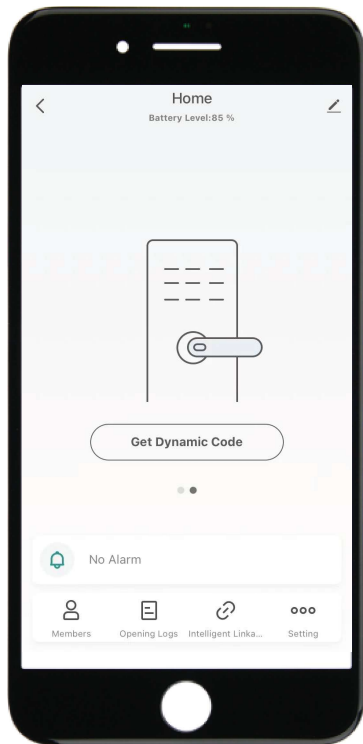 Home
Battery Level:85 %
Get Dynamic Code
No Alarm
Members
Opening Logs
Intelligent Linka...
Setting